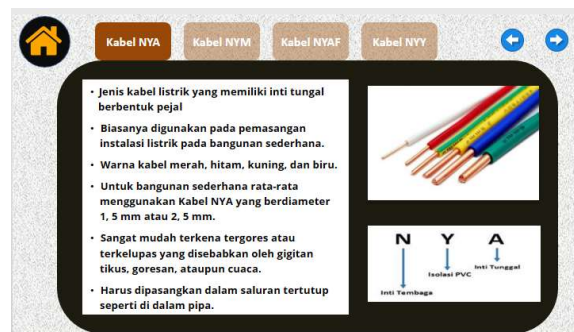 Kabel NYA
Kabel NYM
Kabel NYAF
Kabel NYY
• Jenis kabel listrik yang memiliki inti tungal
berbentuk pejal
• Biasanya digunakan pada pemasangan
instalasi listrik pada bangunan sederhana.
• Warna kabel merah, hitam, kuning, dan biru.
• Untuk bangunan sederhana rata-rata
menggunakan Kabel NYA yang berdiameter
1, 5 mm atau 2, 5 mm.
• Sangat mudah terkena tergores atau
terkelupas yang disebabkan oleh gigitan
tikus, goresan, ataupun cuaca.
• Harus dipasangkan dalam saluran tertutup
seperti di dalam pipa.
N Y A
Inti Tunggal
Isolasi PVC
Inti Tembaga